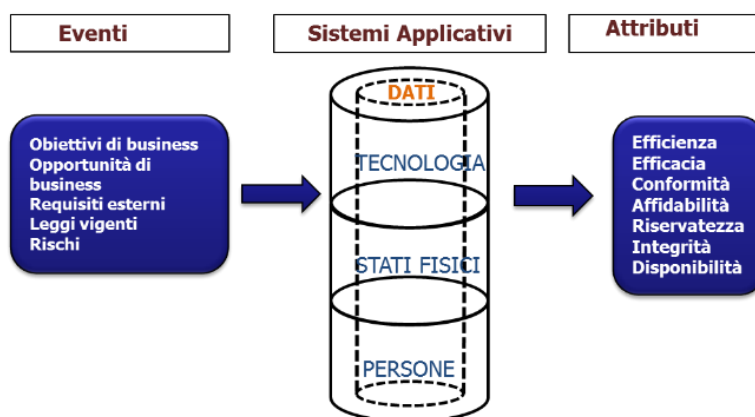 Eventi
Sistemi Applicativi
Attributi
Obiettivi di business
Opportunità di
business
Requisiti esterni
Leggi vigenti
Rischi
DATI
TECNOLOGIA
STATI FISICI
PERSONE
Efficienza
Efficacia
Conformità
Affidabilità
Riservatezza
Integrità
Disponibilità